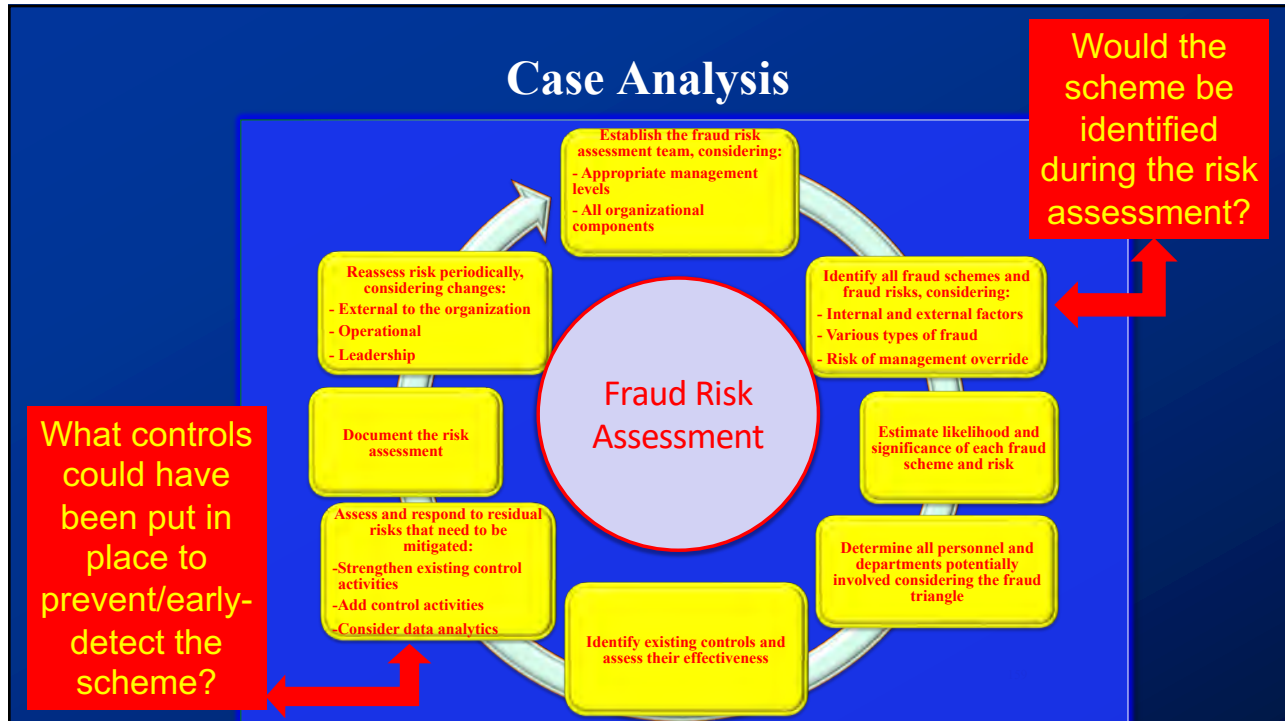 Case Analysis
Would the
scheme be
identified
during the risk
assessment?
Establish the fraud risk
assessment team, considering:
- Appropriate management
levels
- All organizational
components
Identify all fraud schemes and
fraud risks, considering:
- Internal and external factors
- Various types of fraud
- Risk of management override
Estimate likelihood and
significance of each fraud
scheme and risk
Determine all personnel and
departments potentially
involved considering the fraud
triangle
Identify existing controls and
assess their effectiveness
Assess and respond to residual
risks that need to be
mitigated:
-Strengthen existing control
activities
-Add control activities
-Consider data analytics
Document the risk
assessment
Reassess risk periodically,
considering changes:
- External to the organization
- Operational
- Leadership
Fraud Risk
Assessment
What controls
could have
been put in
place to
prevent/early-
detect the
scheme?